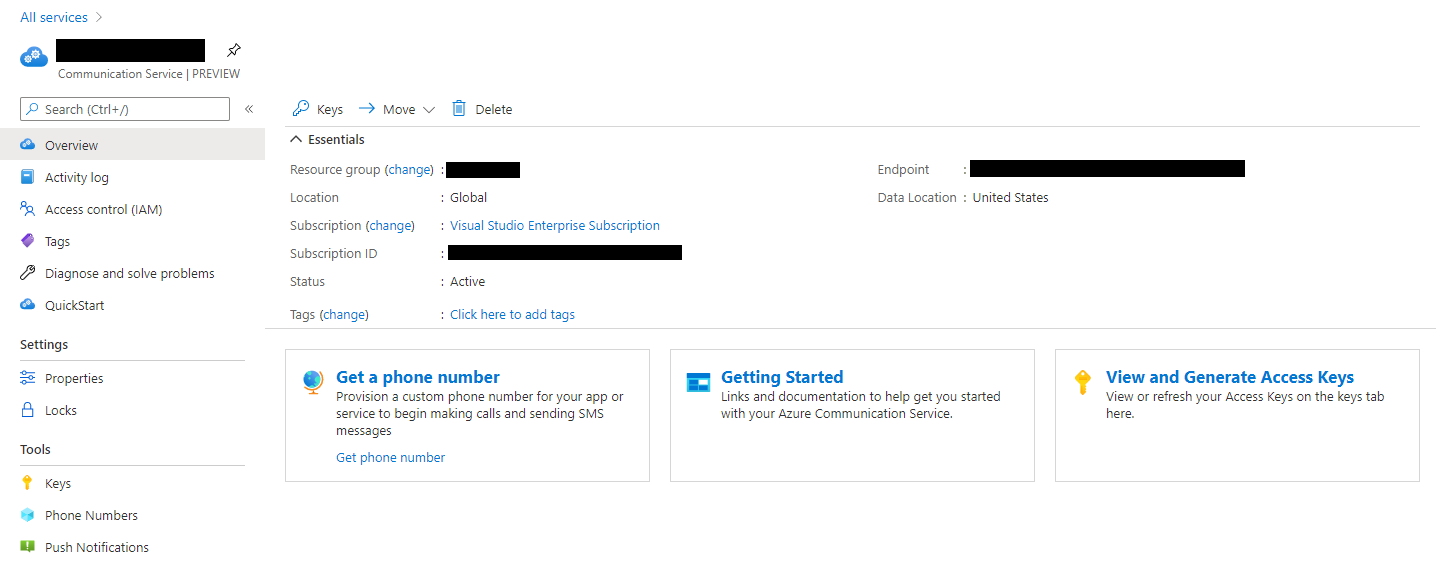 All services
Communication Service | PREVIEW
Search (Ctrl+/)
Overview
Activity log
Access control (IAM)
Tags
Diagnose and solve problems
QuickStart
Settings
Properties
Locks
Tools
Keys
Phone Numbers
Push Notifications
Keys Move Delete
Essentials
Resource group (change) :
Location : Global
Subscription (change) : Visual Studio Enterprise Subscription
Subscription ID :
Status : Active
Tags (change) : Click here to add tags
Endpoint :
Data Location : United States
Get a phone number
Provision a custom phone number for your app or
service to begin making calls and sending SMS
messages
Get phone number
Getting Started
Links and documentation to help get you started
with your Azure Communication Service.
View and Generate Access Keys
View or refresh your Access Keys on the keys tab
here.